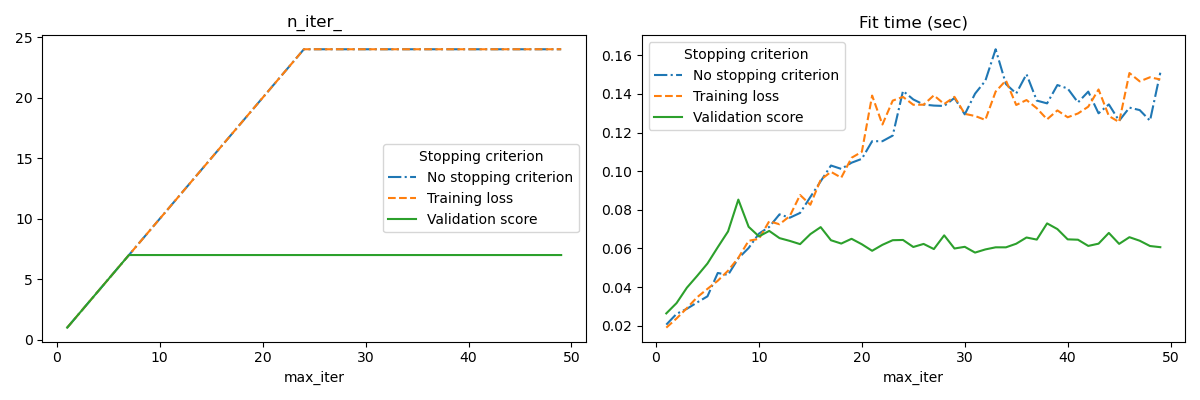 n_iter_
25
20
15
10
5
0
Stopping criterion
No stopping criterion
Training loss
Validation score
0 10 20 30 40 50
max_iter
Fit time (sec)
0.16
0.14
0.12
0.10
0.08
0.06
0.04
0.02
Stopping criterion
No stopping criterion
Training loss
Validation score
0 10 20 30 40 50
max_iter